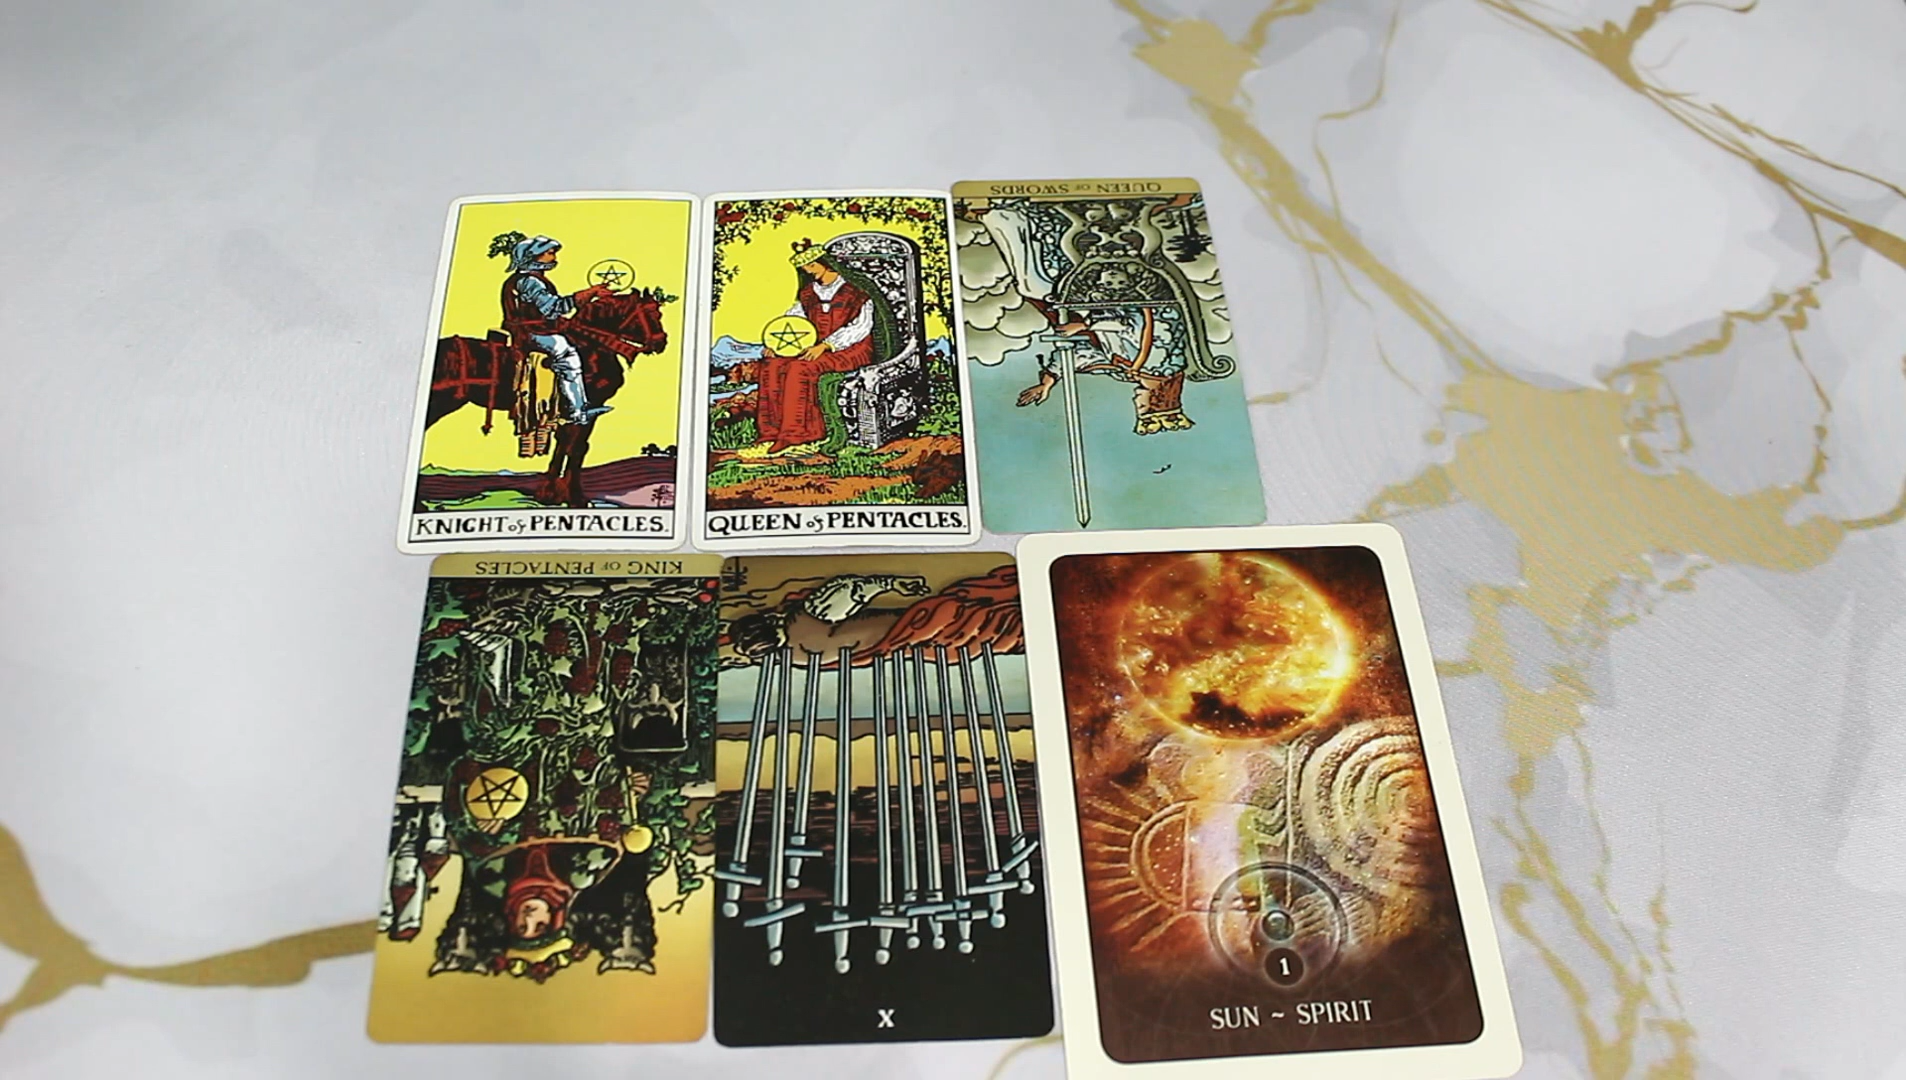 QUEEN OF SWORDS
KNIGHT of PENTACLES.
QUEEN of PENTACLES.
KING OF PENTACLES
X
1
SUN ~ SPIRIT